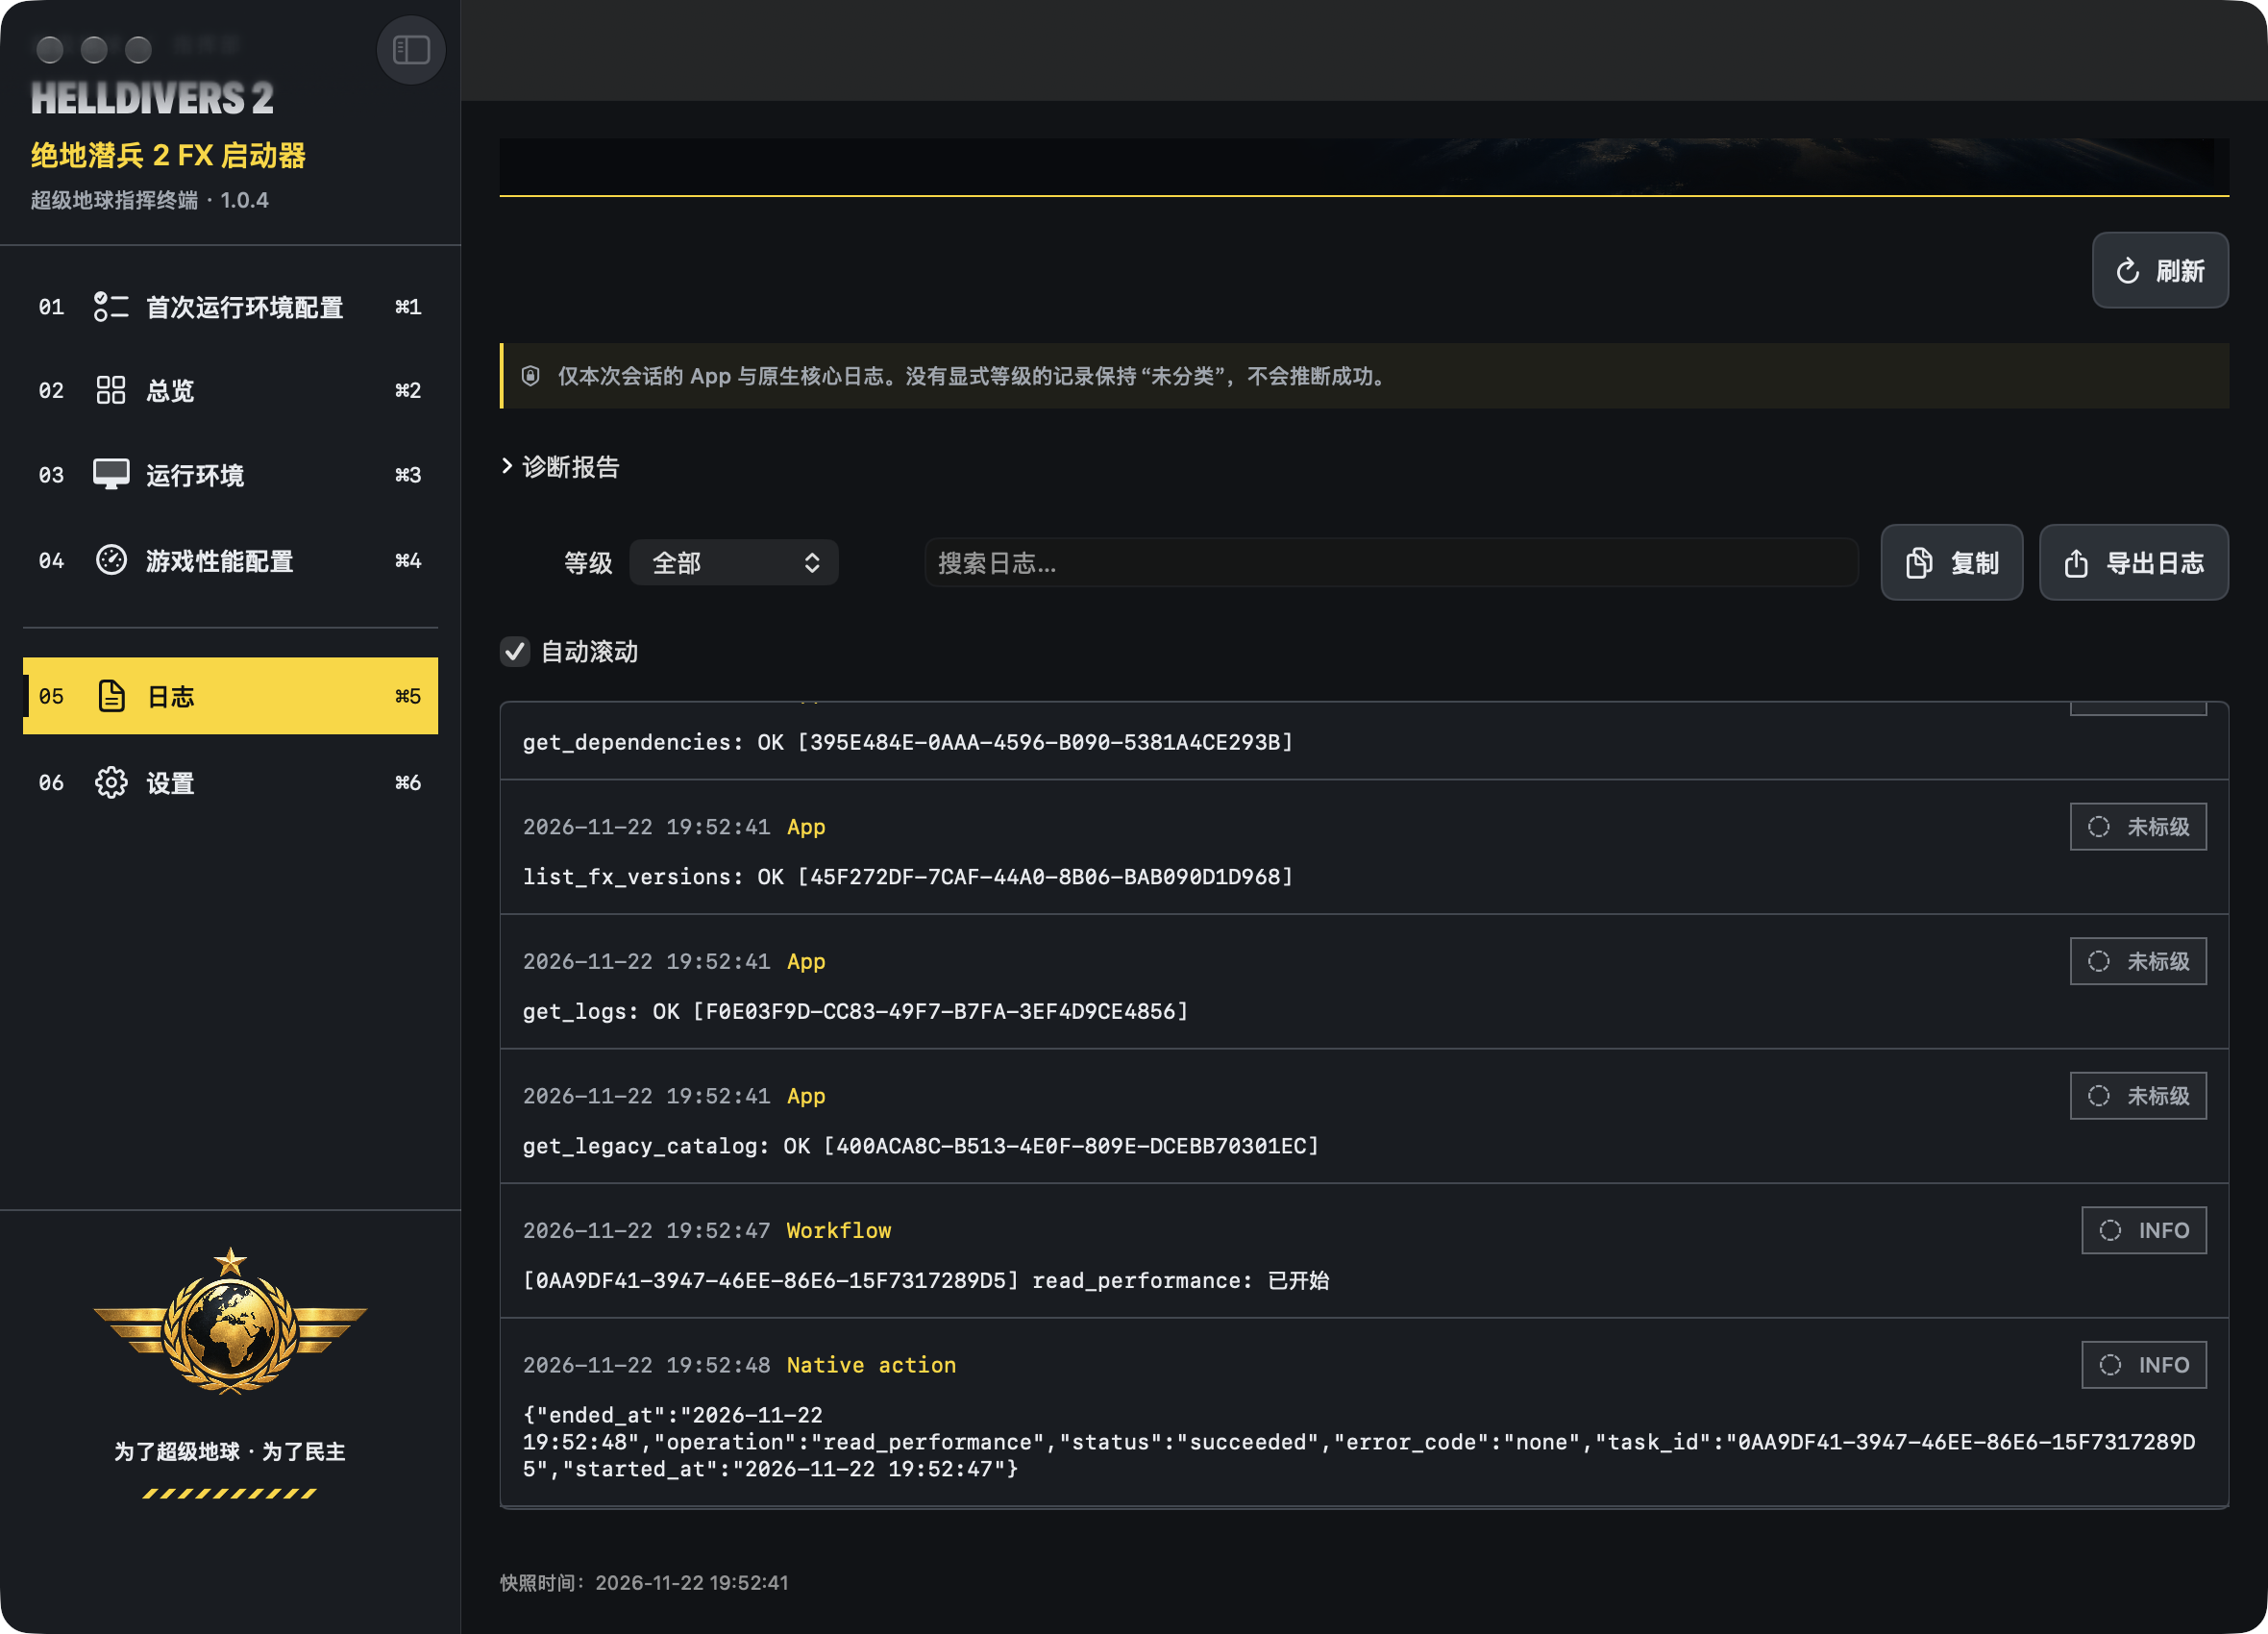 HELLDIVERS 2
绝地潜兵 2 FX 启动器
超级地球指挥终端 · 1.0.4
01 首次运行环境配置 ⌘1
02 总览 ⌘2
03 运行环境 ⌘3
04 游戏性能配置 ⌘4
05 日志 ⌘5
06 设置 ⌘6
为了超级地球 · 为了民主
刷新
仅本次会话的 App 与原生核心日志。没有显式等级的记录保持“未分类”，不会推断成功。
诊断报告
等级 全部 搜索日志... 复制 导出日志
自动滚动
get_dependencies: OK [395E484E-0AAA-4596-B090-5381A4CE293B]
2026-11-22 19:52:41 App 未标级
list_fx_versions: OK [45F272DF-7CAF-44A0-8B06-BAB090D1D968]
2026-11-22 19:52:41 App 未标级
get_logs: OK [F0E03F9D-CC83-49F7-B7FA-3EF4D9CE4856]
2026-11-22 19:52:41 App 未标级
get_legacy_catalog: OK [400ACA8C-B513-4E0F-809E-DCEBB70301EC]
2026-11-22 19:52:47 Workflow INFO
[0AA9DF41-3947-46EE-86E6-15F7317289D5] read_performance: 已开始
2026-11-22 19:52:48 Native action INFO
{"ended_at":"2026-11-22
19:52:48","operation":"read_performance","status":"succeeded","error_code":"none","task_id":"0AA9DF41-3947-46EE-86E6-15F7317289D
5","started_at":"2026-11-22 19:52:47"}
快照时间：2026-11-22 19:52:41